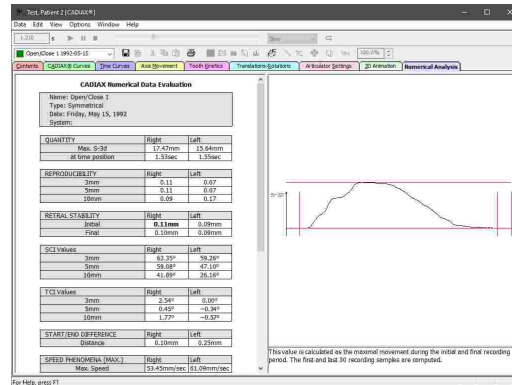 Test, Patient 2 [CADIAX®]
Data Edit View Options Window Help
1.210 s
Slow
Open/Close 1 1992-05-15
100.0%
Contents CADIAX® Curves Time Curves Axis Movement Tooth Kinetics Translations-Rotations Articulator Settings 3D Animation Numerical Analysis
CADIAX Numerical Data Evaluation
Name: Open/Close 1
Type: Symmetrical
Date: Friday, May 15, 1992
System:
QUANTITY Right Left
Max. S-3d 17.47mm 15.64mm
at time position 1.53sec 1.55sec
REPRODUCIBILITY Right Left
3mm 0.11 0.07
5mm 0.11 0.07
10mm 0.09 0.17
RETRAL STABILITY Right Left
Initial 0.11mm 0.09mm
Final 0.10mm 0.09mm
SCI Values Right Left
3mm 63.35° 59.26°
5mm 59.08° 47.10°
10mm 41.89° 26.16°
TCI Values Right Left
3mm 2.54° 0.00°
5mm 0.45° -0.34°
10mm 1.77° -0.57°
START/END DIFFERENCE Right Left
Distance 0.10mm 0.25mm
SPEED PHENOMENA (MAX.) Right Left
Max. Speed 53.45mm/sec 61.09mm/sec
This value is calculated as the maximal movement during the initial and final recording
period. The first and last 30 recording samples are computed.
For Help, press F1